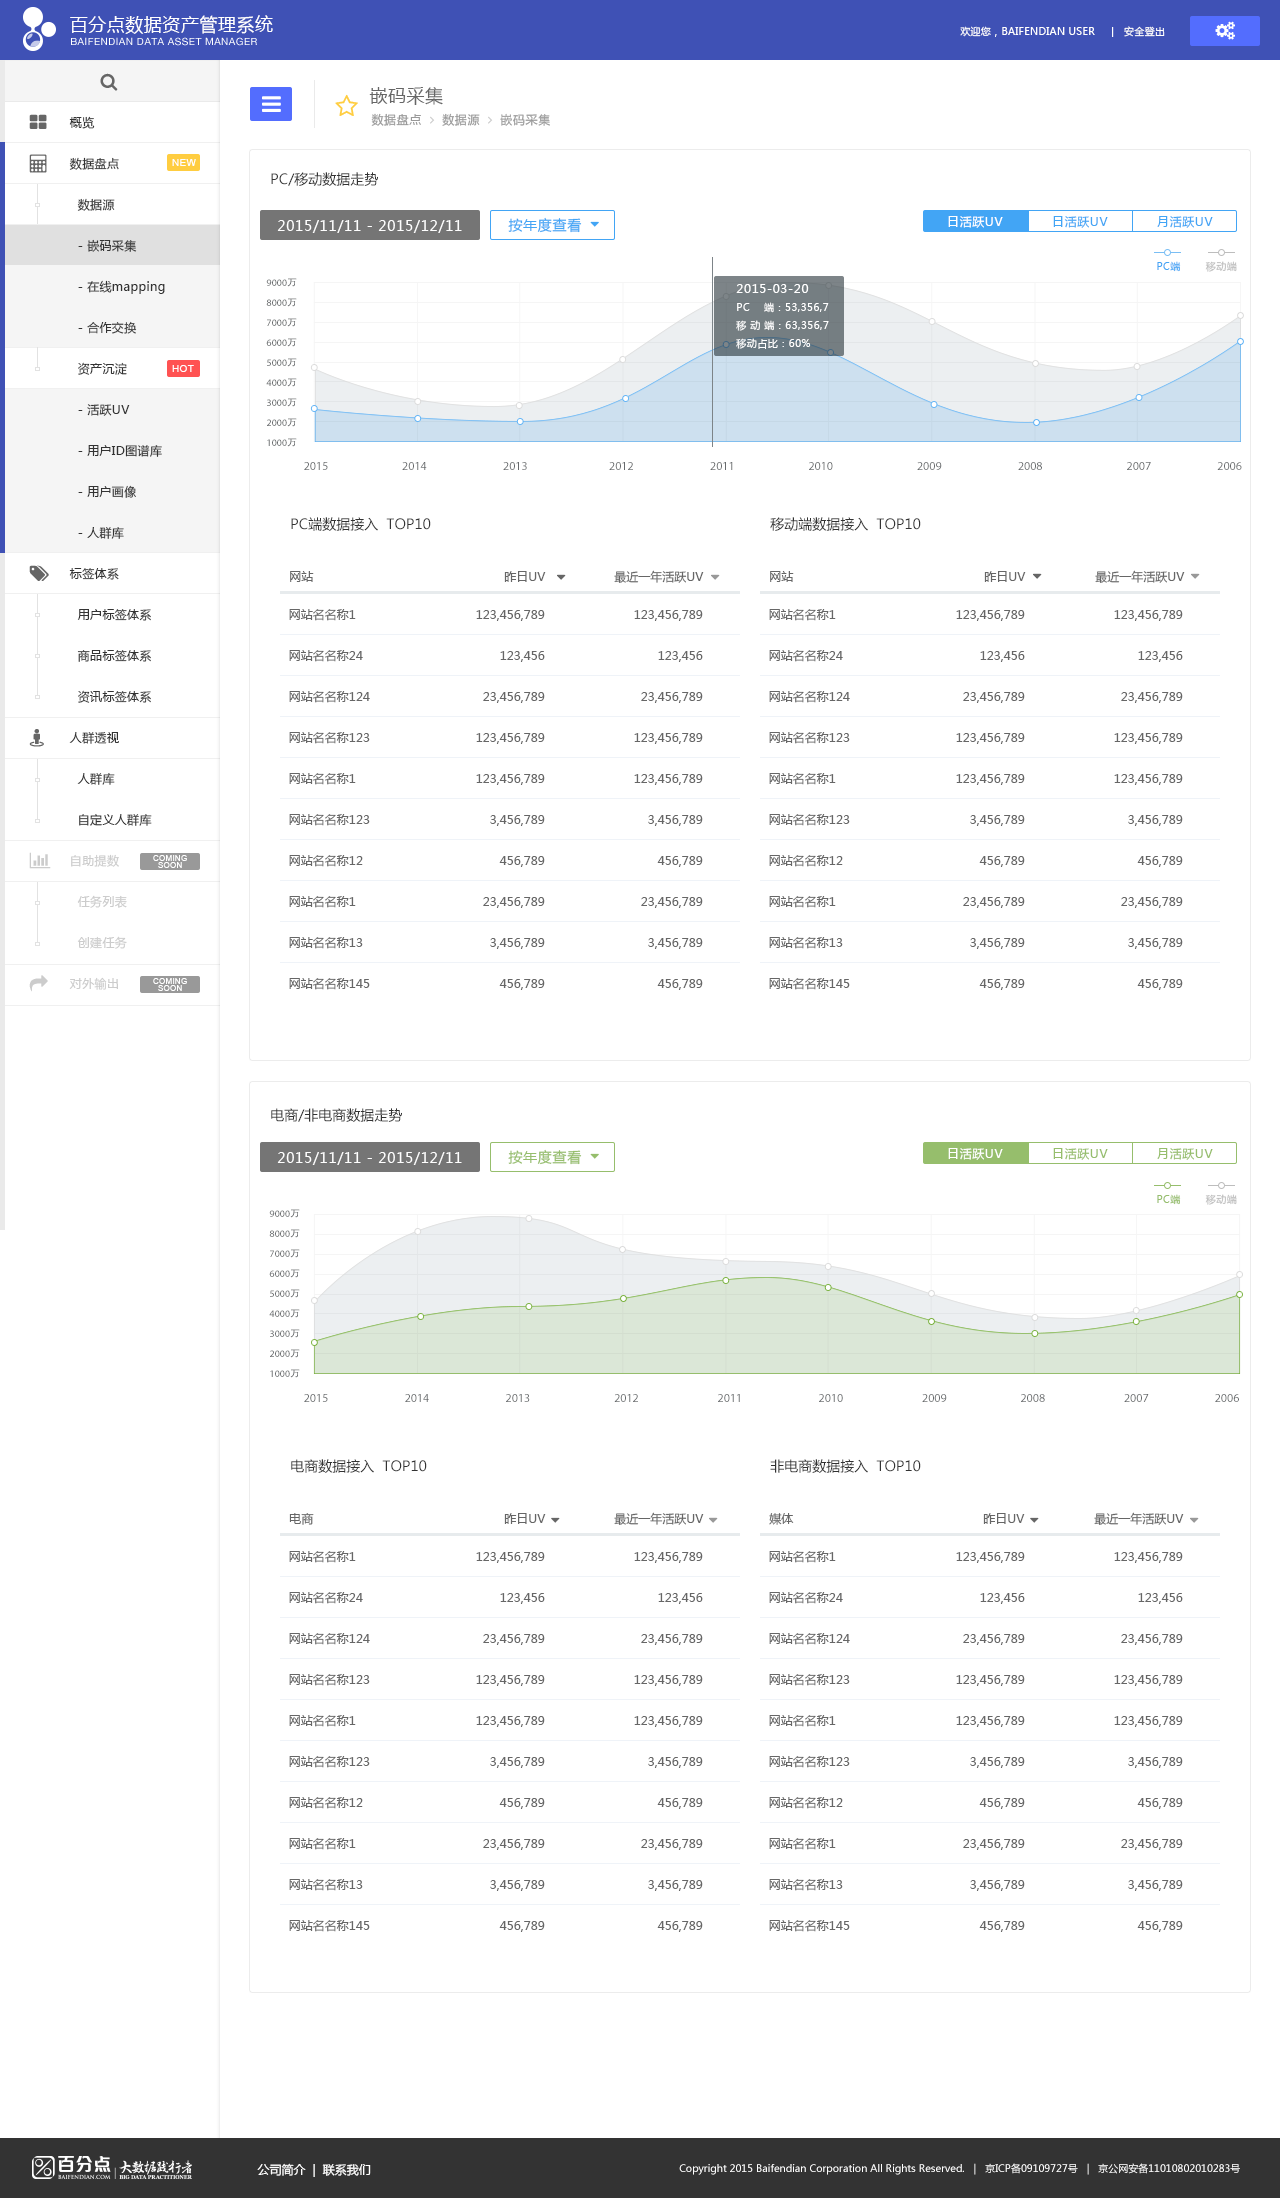 百分点数据资产管理系统
BAIFENDIAN DATA ASSET MANAGER
欢迎您，BAIFENDIAN USER | 安全登出
概览
数据盘点 NEW
数据源
- 嵌码采集
- 在线mapping
- 合作交换
资产沉淀 HOT
- 活跃UV
- 用户ID图谱库
- 用户画像
- 人群库
标签体系
用户标签体系
商品标签体系
资讯标签体系
人群透视
人群库
自定义人群库
自助提数 COMING SOON
任务列表
创建任务
对外输出 COMING SOON
嵌码采集
数据盘点 > 数据源 > 嵌码采集
PC/移动数据走势
2015/11/11 - 2015/12/11 按年度查看 日活跃UV 日活跃UV 月活跃UV
PC端 移动端
9000万
8000万
7000万
6000万
5000万
4000万
3000万
2000万
1000万
2015-03-20
PC 端：53,356,7
移 动 端：63,356,7
移动占比：60%
2015 2014 2013 2012 2011 2010 2009 2008 2007 2006
PC端数据接入 TOP10
网站 昨日UV 最近一年活跃UV
网站名名称1 123,456,789 123,456,789
网站名名称24 123,456 123,456
网站名名称124 23,456,789 23,456,789
网站名名称123 123,456,789 123,456,789
网站名名称1 123,456,789 123,456,789
网站名名称123 3,456,789 3,456,789
网站名名称12 456,789 456,789
网站名名称1 23,456,789 23,456,789
网站名名称13 3,456,789 3,456,789
网站名名称145 456,789 456,789
移动端数据接入 TOP10
网站 昨日UV 最近一年活跃UV
网站名名称1 123,456,789 123,456,789
网站名名称24 123,456 123,456
网站名名称124 23,456,789 23,456,789
网站名名称123 123,456,789 123,456,789
网站名名称1 123,456,789 123,456,789
网站名名称123 3,456,789 3,456,789
网站名名称12 456,789 456,789
网站名名称1 23,456,789 23,456,789
网站名名称13 3,456,789 3,456,789
网站名名称145 456,789 456,789
电商/非电商数据走势
2015/11/11 - 2015/12/11 按年度查看 日活跃UV 日活跃UV 月活跃UV
PC端 移动端
9000万
8000万
7000万
6000万
5000万
4000万
3000万
2000万
1000万
2015 2014 2013 2012 2011 2010 2009 2008 2007 2006
电商数据接入 TOP10
电商 昨日UV 最近一年活跃UV
网站名名称1 123,456,789 123,456,789
网站名名称24 123,456 123,456
网站名名称124 23,456,789 23,456,789
网站名名称123 123,456,789 123,456,789
网站名名称1 123,456,789 123,456,789
网站名名称123 3,456,789 3,456,789
网站名名称12 456,789 456,789
网站名名称1 23,456,789 23,456,789
网站名名称13 3,456,789 3,456,789
网站名名称145 456,789 456,789
非电商数据接入 TOP10
媒体 昨日UV 最近一年活跃UV
网站名名称1 123,456,789 123,456,789
网站名名称24 123,456 123,456
网站名名称124 23,456,789 23,456,789
网站名名称123 123,456,789 123,456,789
网站名名称1 123,456,789 123,456,789
网站名名称123 3,456,789 3,456,789
网站名名称12 456,789 456,789
网站名名称1 23,456,789 23,456,789
网站名名称13 3,456,789 3,456,789
网站名名称145 456,789 456,789
百分点 BAIFENDIAN.COM | 大数据践行者 BIG DATA PRACTITIONER
公司简介 | 联系我们
Copyright 2015 Baifendian Corporation All Rights Reserved. | 京ICP备09109727号 | 京公网安备11010802010283号